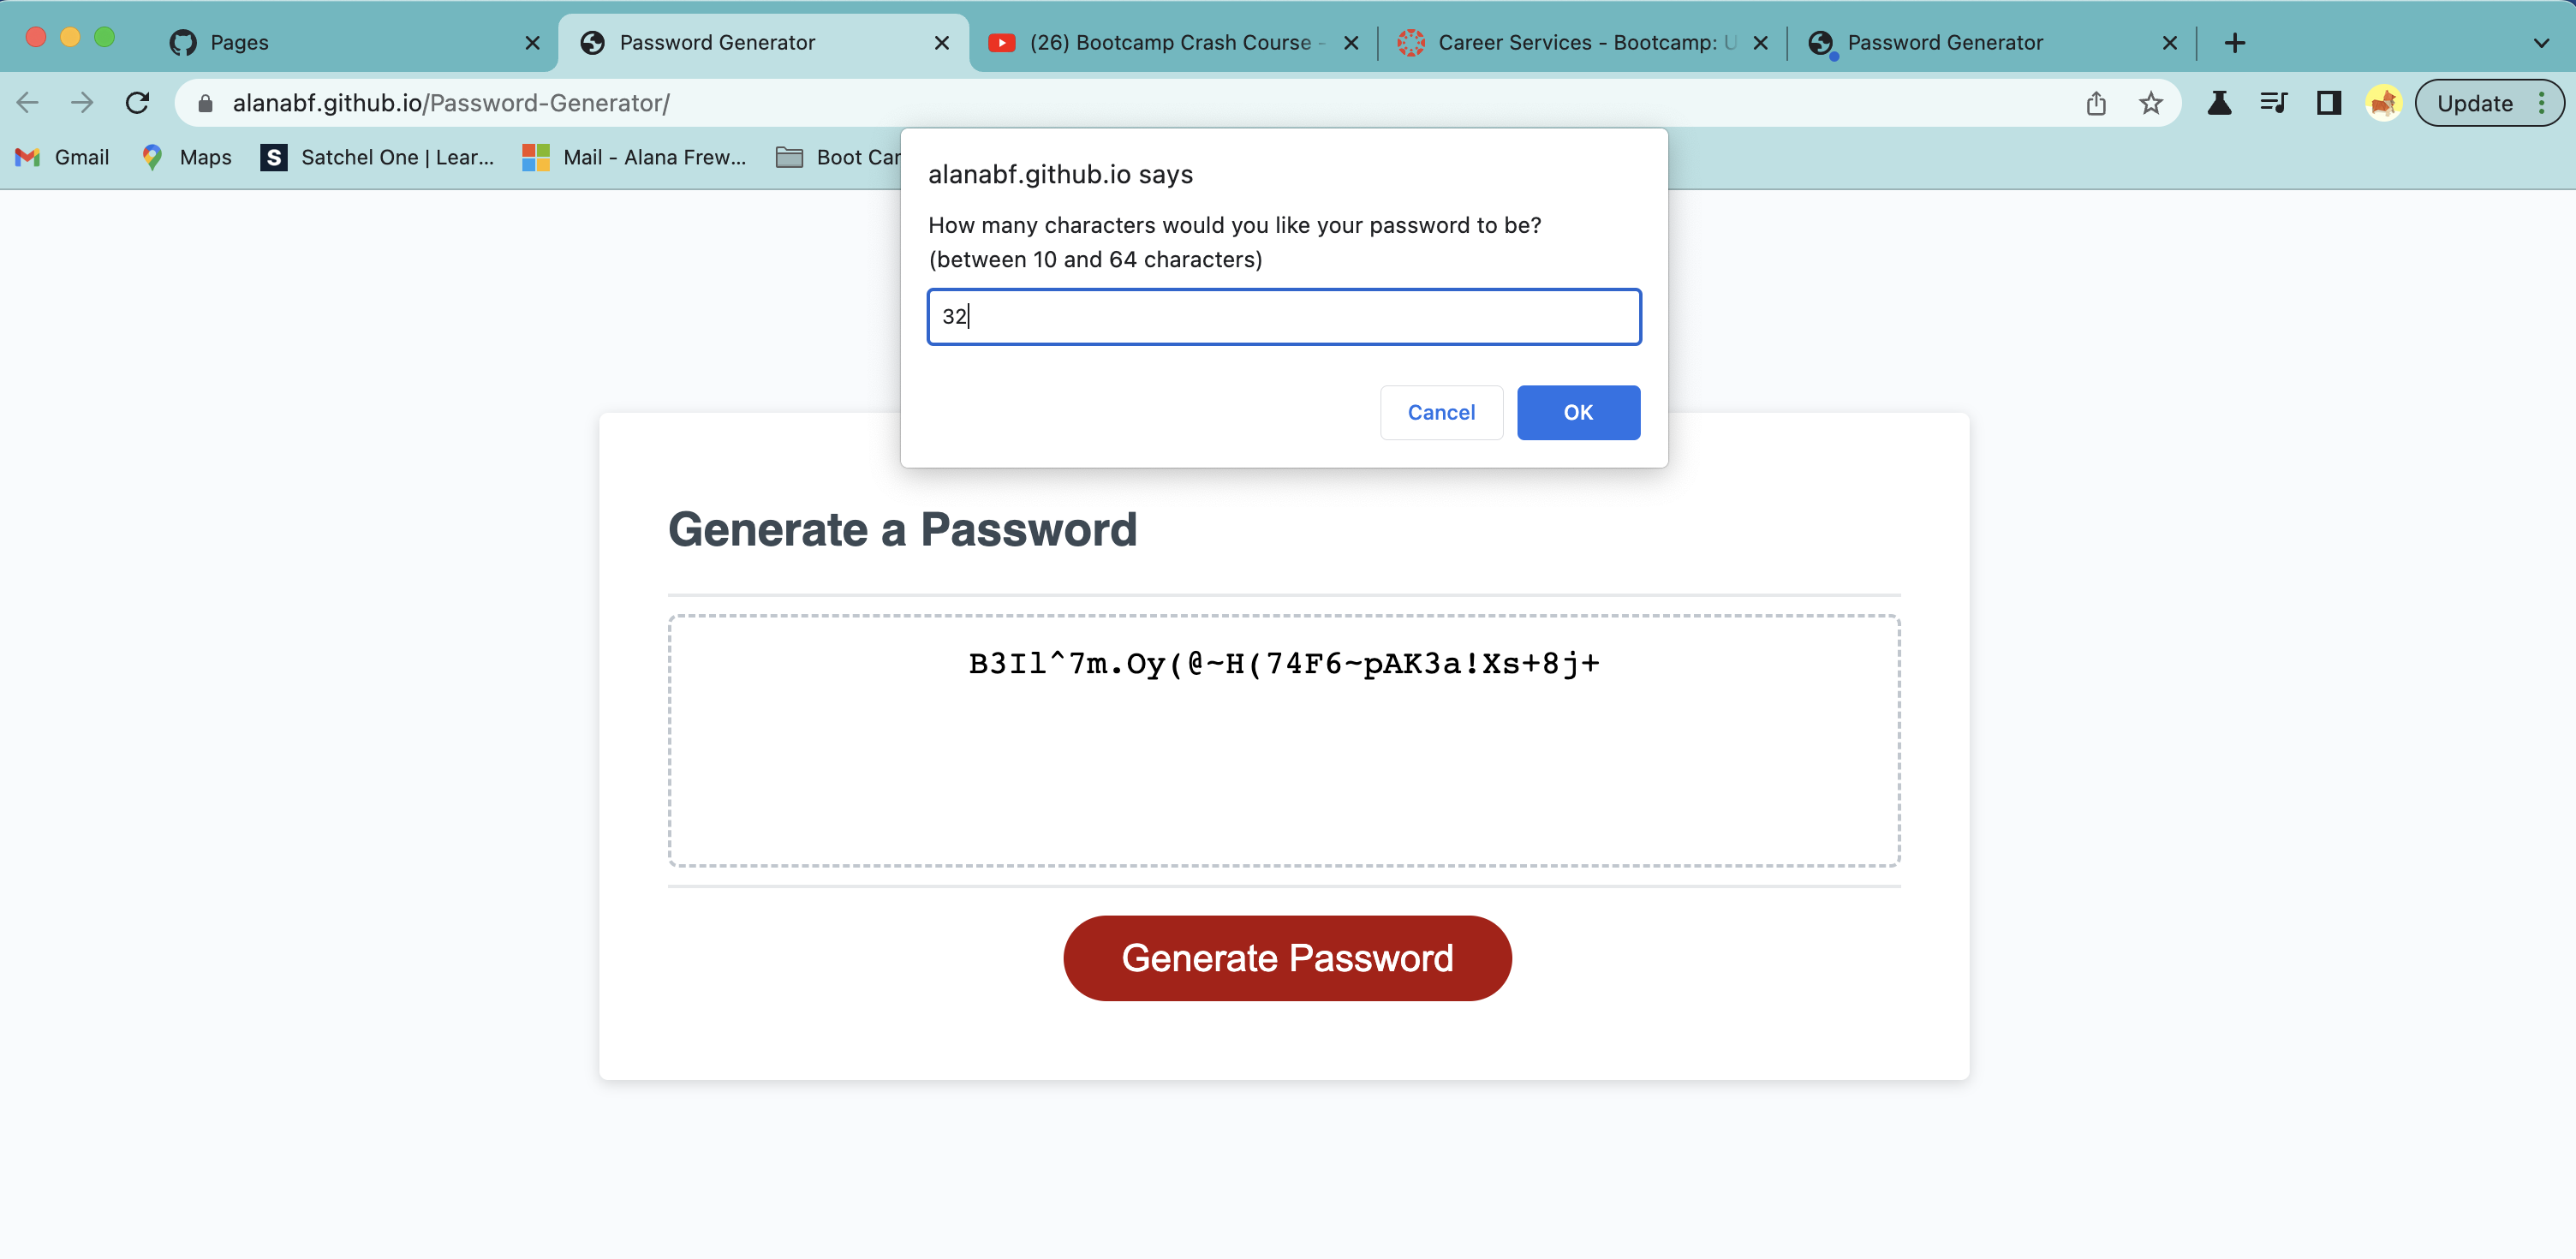 Pages
Password Generator
(26) Bootcamp Crash Course -
Career Services - Bootcamp: U
Password Generator
alanabf.github.io/Password-Generator/
Update
Gmail
Maps
S
Satchel One | Lear...
Mail - Alana Frew...
Boot Car
alanabf.github.io says
How many characters would you like your password to be?
(between 10 and 64 characters)
32
Cancel
OK
Generate a Password
B3Il^7m.Oy(@~H(74F6~pAK3a!Xs+8j+
Generate Password